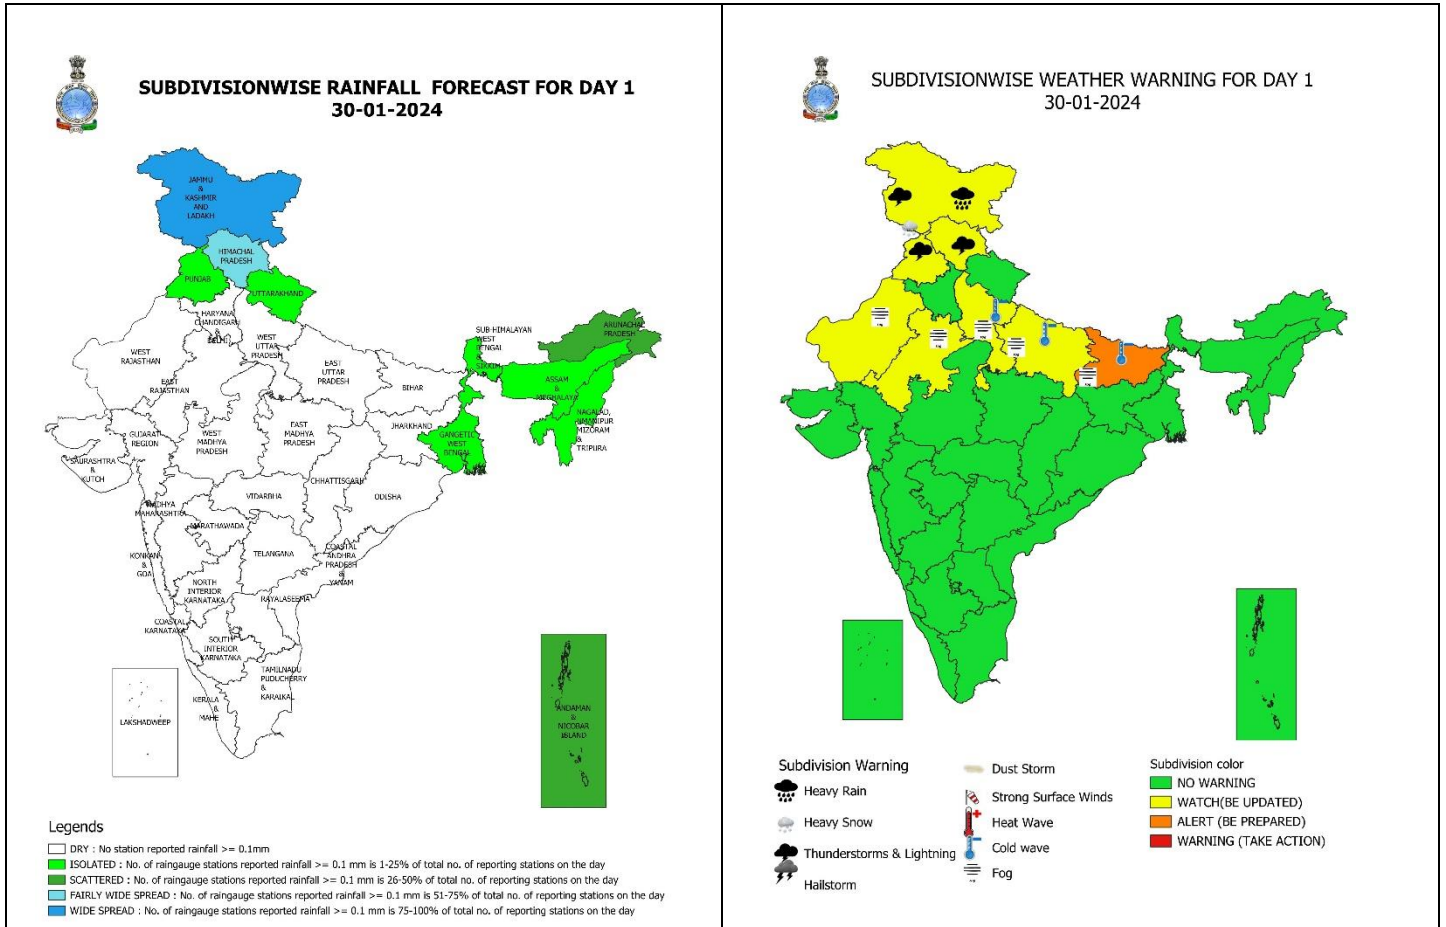 SUBDIVISIONWISE RAINFALL FORECAST FOR DAY 1
30-01-2024
JAMMU
&
KASHMIR
AND
LADAKH
HIMACHAL
PRADESH
PUNJAB
UTTARAKHAND
HARYANA
CHANDIGARH
&
DELHI
WEST
UTTAR
PRADESH
WEST
RAJASTHAN
EAST
RAJASTHAN
EAST
UTTAR
PRADESH
BIHAR
SUB-HIMALAYAN
WEST
BENGAL
&
SIKKIM
ARUNACHAL
PRADESH
ASSAM
&
MEGHALAYA
NAGALAD,
MANIPUR
MIZORAM
&
TRIPURA
JHARKHAND
GANGETIC
WEST
BENGAL
GUJARAT
REGION
WEST
MADHYA
PRADESH
EAST
MADHYA
PRADESH
SAURASHTRA
&
KUTCH
CHHATTISGARH
ODISHA
VIDARBHA
MADHYA
MAHARASHTRA
MARATHAWADA
TELANGANA
COASTAL
ANDHRA
PRADESH
&
YANAM
KONKAN
&
GOA
NORTH
INTERIOR
KARNATAKA
RAYALASEEMA
COASTAL
KARNATAKA
SOUTH
INTERIOR
KARNATAKA
TAMILNADU
PUDUCHERRY
&
KARAIKAL
KERALA
&
MAHE
LAKSHADWEEP
ANDAMAN
&
NICOBAR
ISLAND
Legends
DRY : No station reported rainfall >= 0.1mm
ISOLATED : No. of raingauge stations reported rainfall >= 0.1 mm is 1-25% of total no. of reporting stations on the day
SCATTERED : No. of raingauge stations reported rainfall >= 0.1 mm is 26-50% of total no. of reporting stations on the day
FAIRLY WIDE SPREAD : No. of raingauge stations reported rainfall >= 0.1 mm is 51-75% of total no. of reporting stations on the day
WIDE SPREAD : No. of raingauge stations reported rainfall >= 0.1 mm is 75-100% of total no. of reporting stations on the day
SUBDIVISIONWISE WEATHER WARNING FOR DAY 1
30-01-2024
Subdivision Warning
Heavy Rain
Heavy Snow
Thunderstorms & Lightning
Hailstorm
Dust Storm
Strong Surface Winds
Heat Wave
Cold wave
Fog
Subdivision color
NO WARNING
WATCH(BE UPDATED)
ALERT (BE PREPARED)
WARNING (TAKE ACTION)